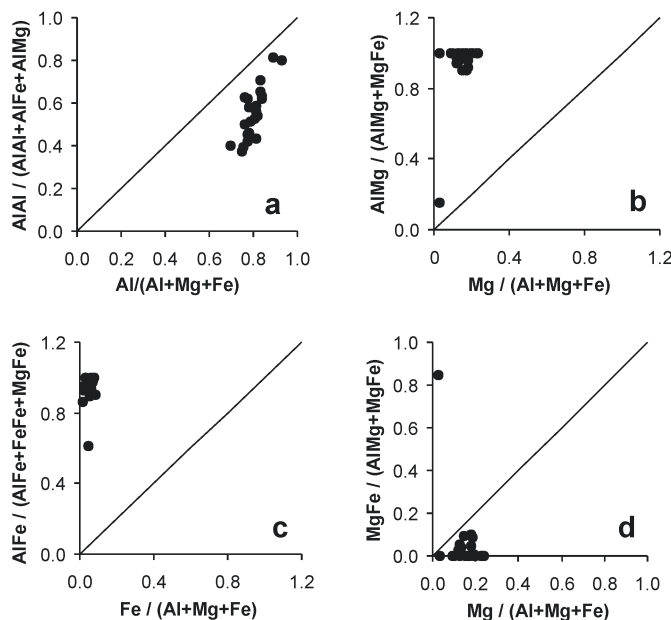 AlAl / (AlAl+AlFe+AlMg)
1.0
0.8
0.6
0.4
0.2
0.0
a
0.0 0.2 0.4 0.6 0.8 1.0
Al/(Al+Mg+Fe)
AlMg / (AlMg+MgFe)
1.2
0.8
0.4
0.0
b
0 0.4 0.8 1.2
Mg / (Al+Mg+Fe)
AlFe / (AlFe+FeFe+MgFe)
1.2
0.8
0.4
0.0
c
0.0 0.4 0.8 1.2
Fe / (Al+Mg+Fe)
MgFe / (AlMg+MgFe)
1.0
0.8
0.6
0.4
0.2
0.0
d
0.0 0.2 0.4 0.6 0.8 1.0
Mg / (Al+Mg+Fe)